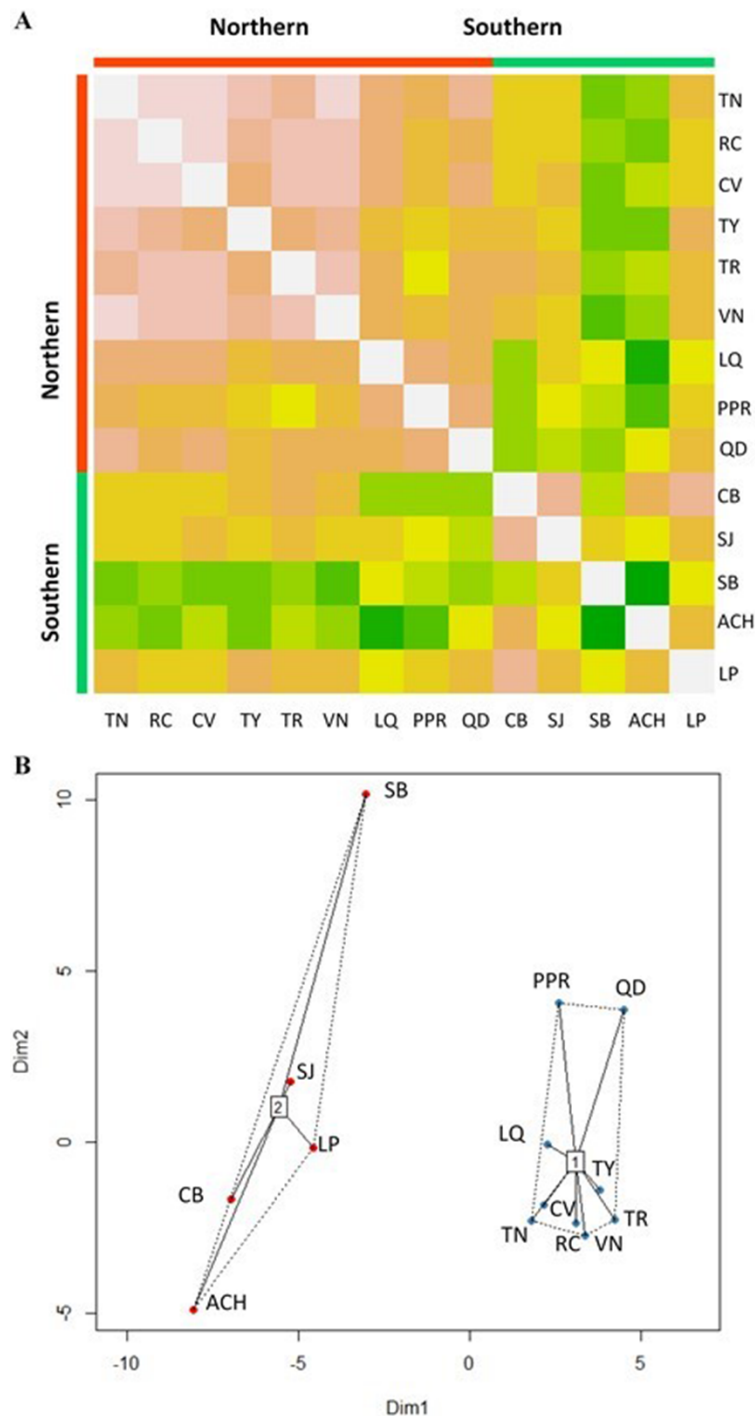 A
Northern Southern
Northern
Southern
TN
RC
CV
TY
TR
VN
LQ
PPR
QD
CB
SJ
SB
ACH
LP
TN RC CV TY TR VN LQ PPR QD CB SJ SB ACH LP
B
10
5
0
-5
Dim2
SB
PPR QD
SJ
2
LP
LQ
1
TY
CB
CV
TN RC VN TR
ACH
-10 -5 0 5
Dim1